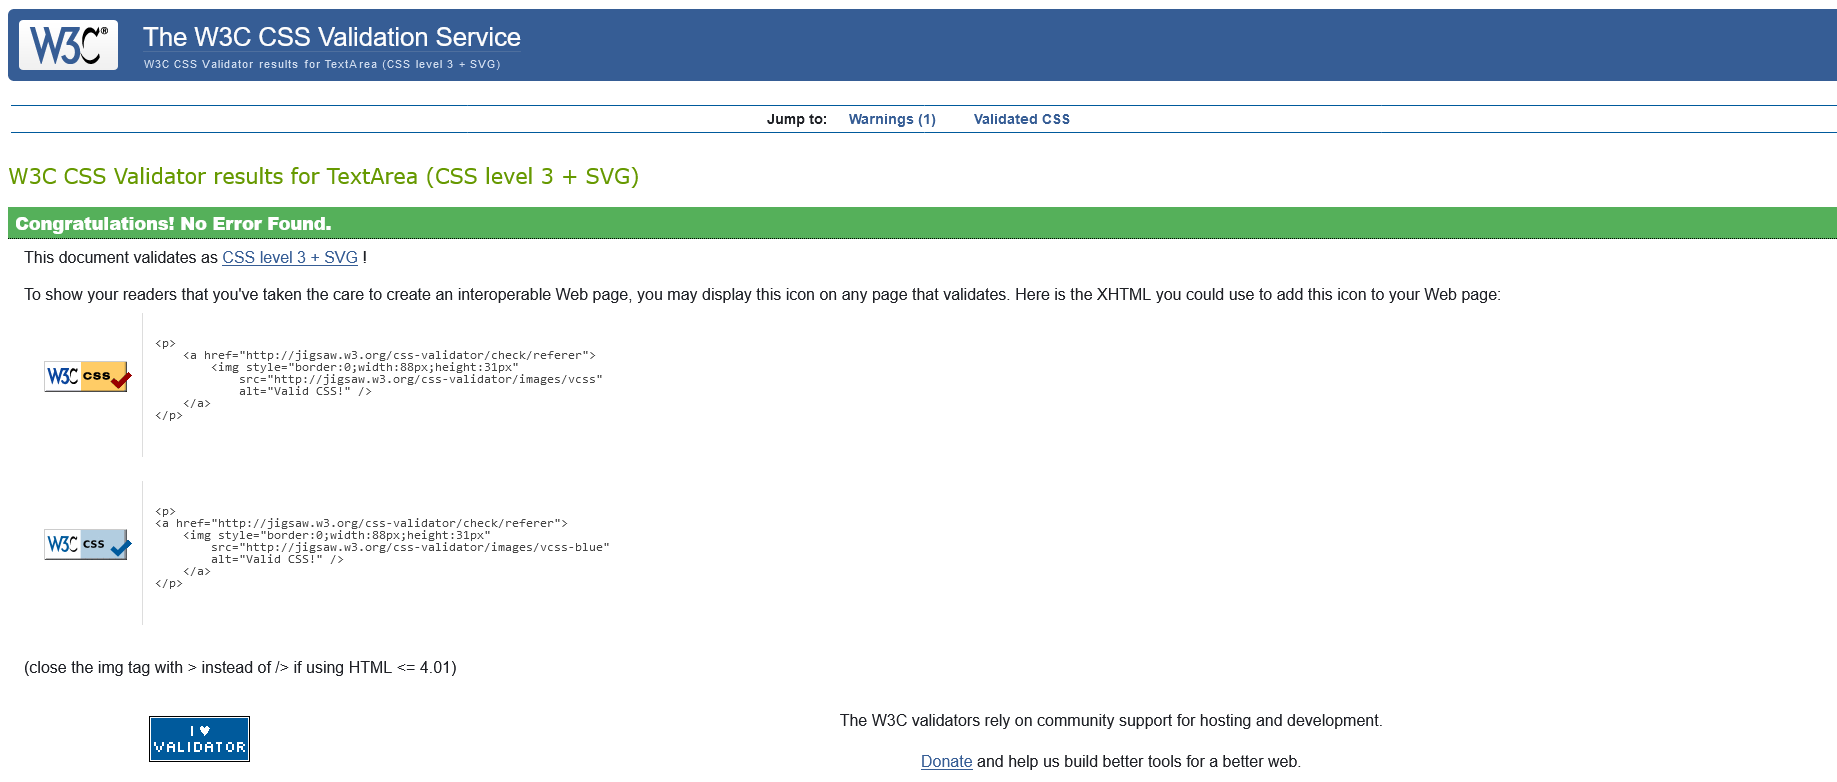 W3C®
The W3C CSS Validation Service
W3C CSS Validator results for TextArea (CSS level 3 + SVG)
Jump to: Warnings (1) Validated CSS
W3C CSS Validator results for TextArea (CSS level 3 + SVG)
Congratulations! No Error Found.
This document validates as CSS level 3 + SVG !
To show your readers that you've taken the care to create an interoperable Web page, you may display this icon on any page that validates. Here is the XHTML you could use to add this icon to your Web page:
W3C css
<p>
    <a href="http://jigsaw.w3.org/css-validator/check/referer">
        <img style="border:0;width:88px;height:31px"
            src="http://jigsaw.w3.org/css-validator/images/vcss"
            alt="Valid CSS!" />
    </a>
</p>
W3C css
<p>
<a href="http://jigsaw.w3.org/css-validator/check/referer">
    <img style="border:0;width:88px;height:31px"
        src="http://jigsaw.w3.org/css-validator/images/vcss-blue"
        alt="Valid CSS!" />
    </a>
</p>
(close the img tag with > instead of /> if using HTML <= 4.01)
I ♥
VALIDATOR
The W3C validators rely on community support for hosting and development.
Donate and help us build better tools for a better web.